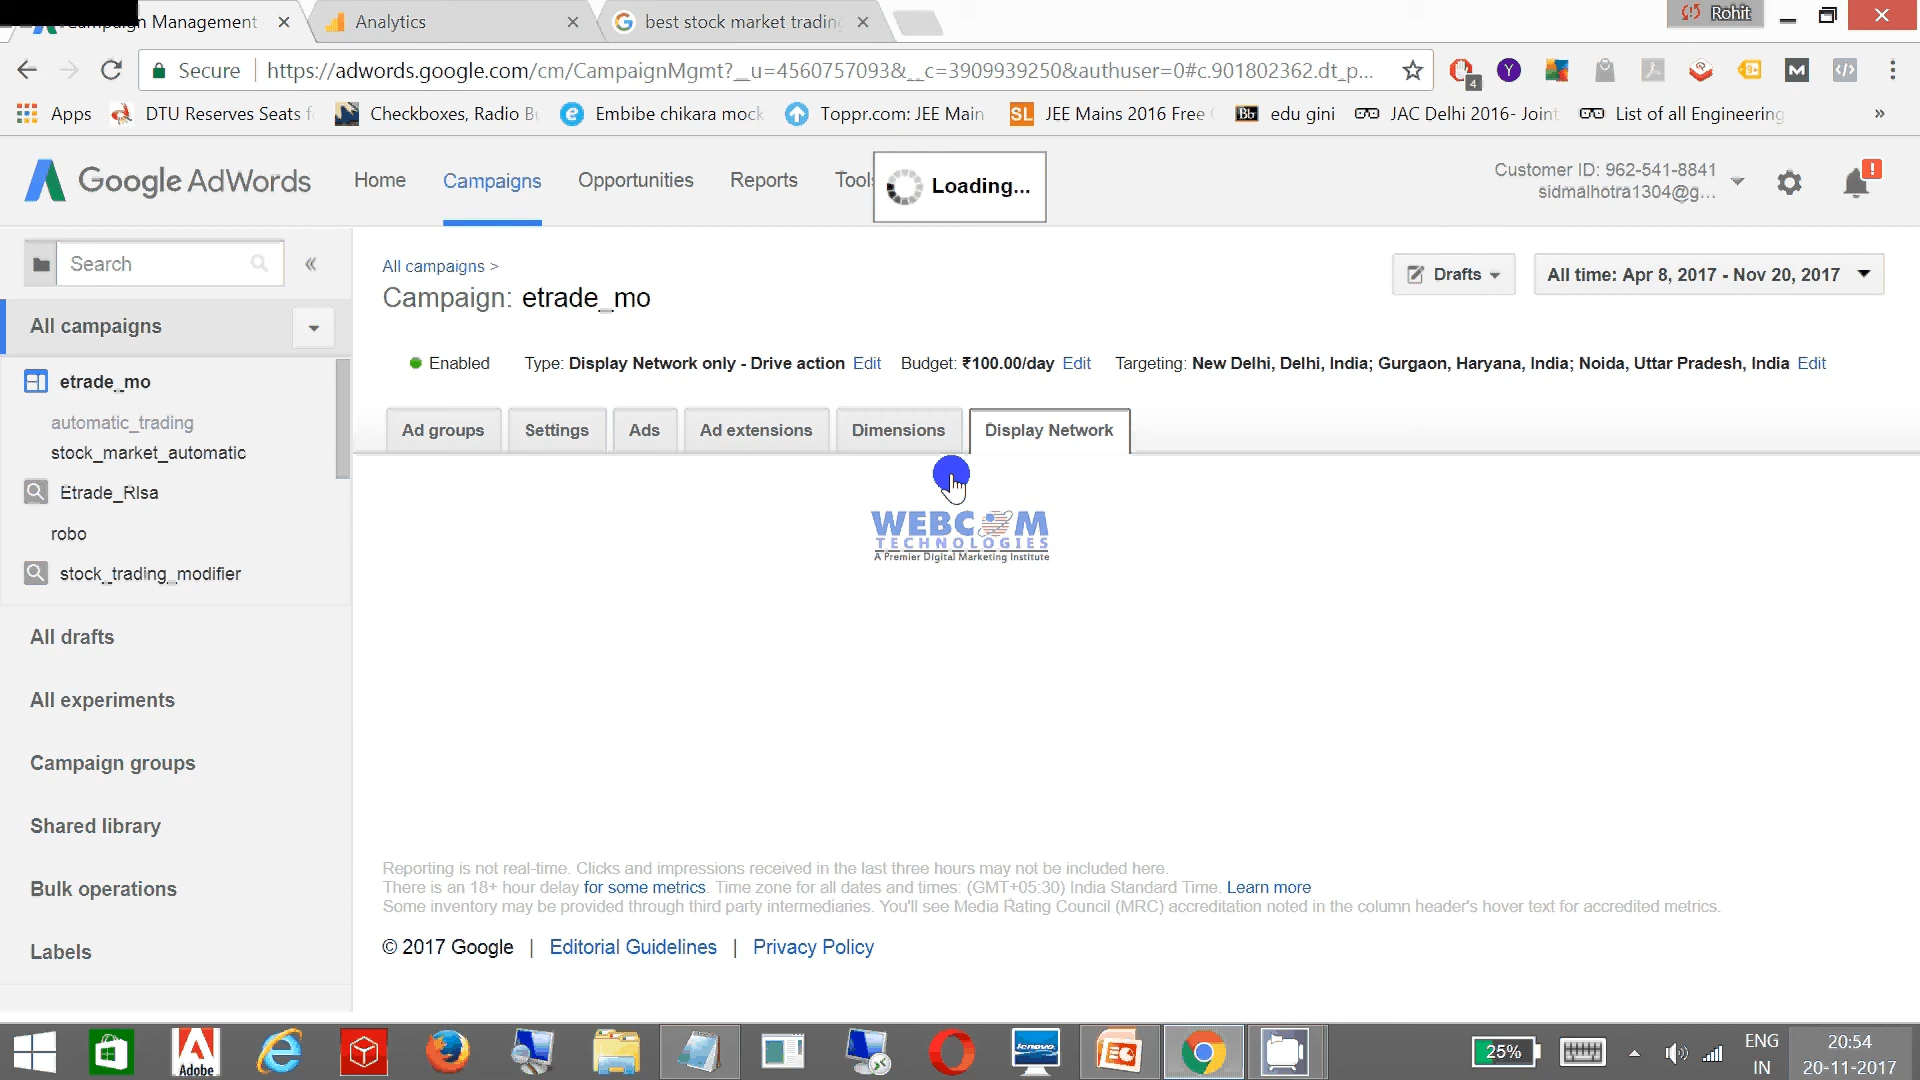 Campaign Management
Analytics
best stock market trading
Rohit
Secure
https://adwords.google.com/cm/CampaignMgmt?__u=4560757093&__c=3909939250&authuser=0#c.901802362.dt_p...
4
Y
M
Apps
DTU Reserves Seats f
Checkboxes, Radio B
Embibe chikara mock
Toppr.com: JEE Main
SL JEE Mains 2016 Free
edu gini
JAC Delhi 2016- Joint
List of all Engineering
»
Google AdWords
Home
Campaigns
Opportunities
Reports
Tools
Loading...
Customer ID: 962-541-8841
sidmalhotra1304@g...
!
Search
«
All campaigns >
Campaign: etrade_mo
Drafts
All time: Apr 8, 2017 - Nov 20, 2017
All campaigns
Enabled
Type: Display Network only - Drive action Edit
Budget: ₹100.00/day Edit
Targeting: New Delhi, Delhi, India; Gurgaon, Haryana, India; Noida, Uttar Pradesh, India Edit
etrade_mo
automatic_trading
stock_market_automatic
Etrade_Rlsa
robo
stock_trading_modifier
Ad groups
Settings
Ads
Ad extensions
Dimensions
Display Network
WEBCOM
TECHNOLOGIES
A Premier Digital Marketing Institute
All drafts
All experiments
Campaign groups
Shared library
Bulk operations
Labels
Reporting is not real-time. Clicks and impressions received in the last three hours may not be included here.
There is an 18+ hour delay for some metrics. Time zone for all dates and times: (GMT+05:30) India Standard Time. Learn more
Some inventory may be provided through third party intermediaries. You'll see Media Rating Council (MRC) accreditation noted in the column header's hover text for accredited metrics.
© 2017 Google | Editorial Guidelines | Privacy Policy
Adobe
lenovo
25%
ENG
IN
20:54
20-11-2017